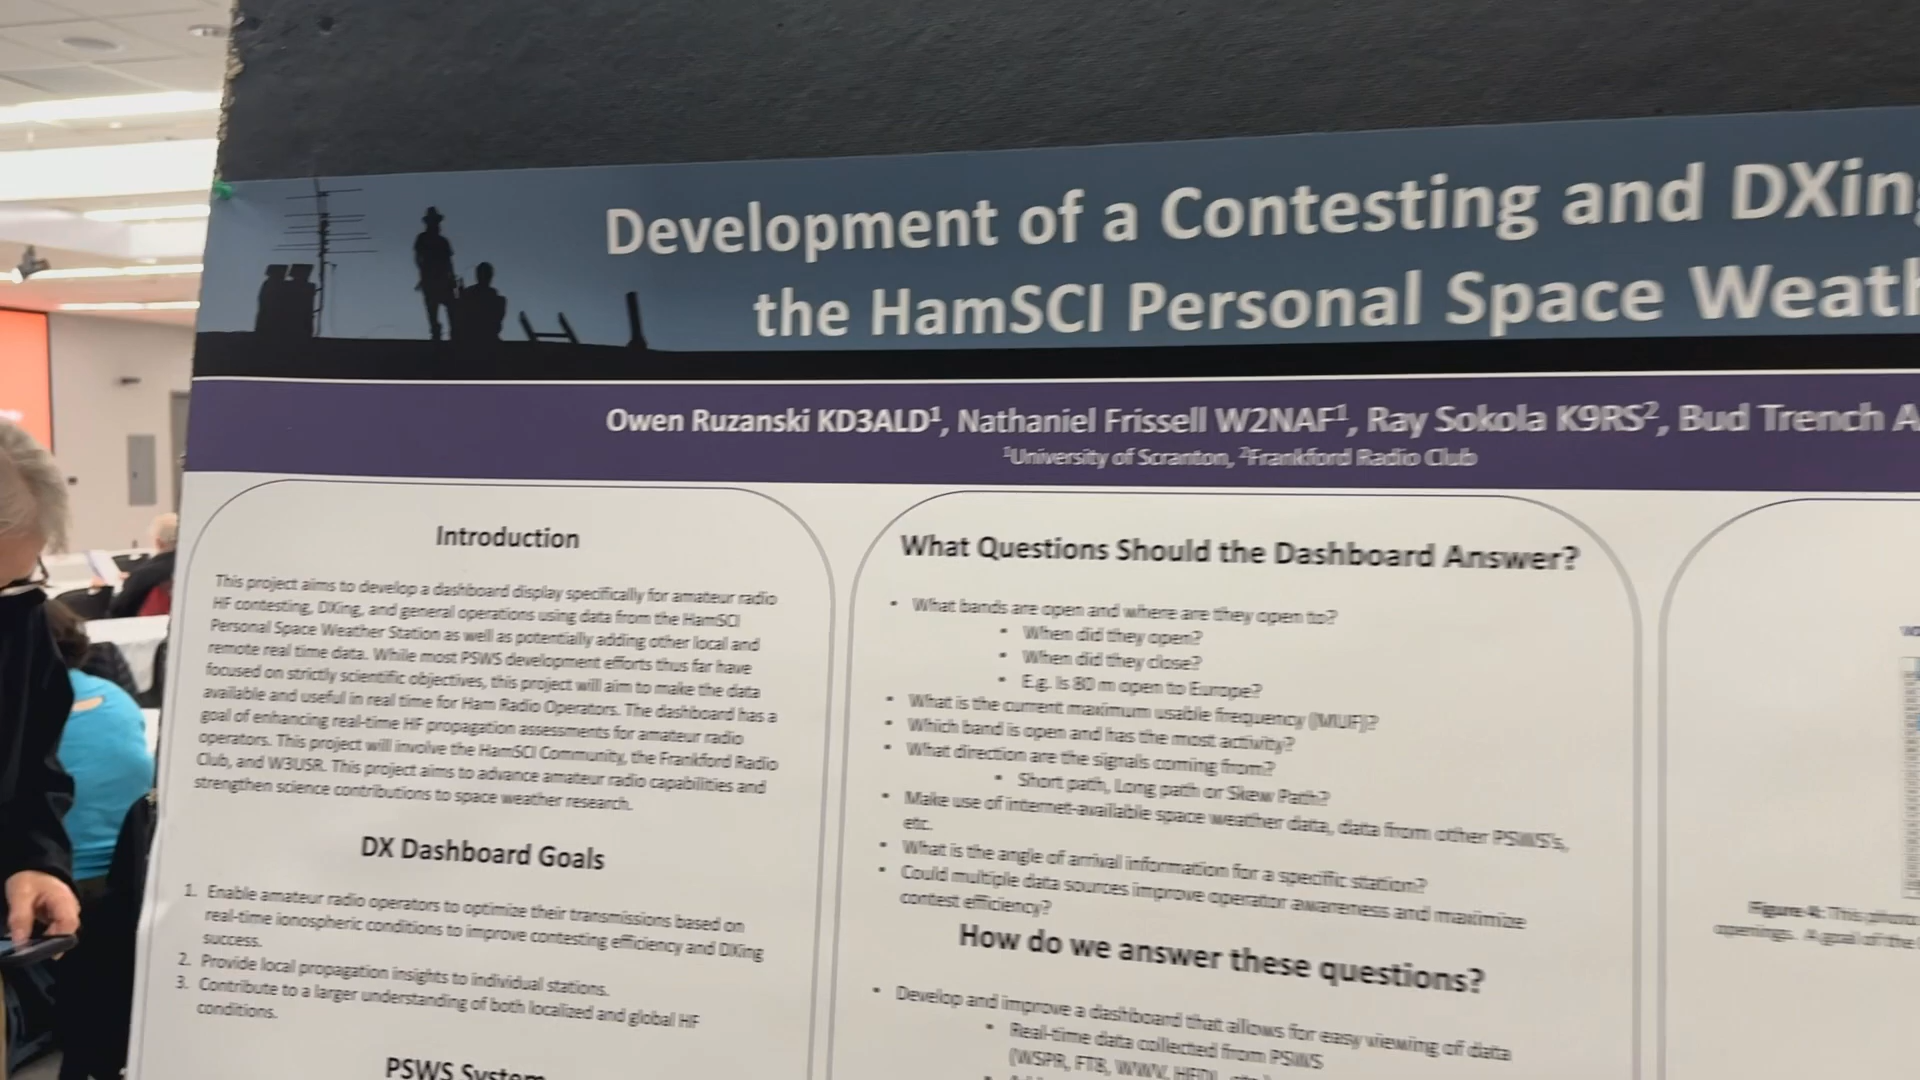 Development of a Contesting and DXin
the HamSCI Personal Space Weath
Owen Ruzanski KD3ALD¹, Nathaniel Frissell W2NAF¹, Ray Sokola K9RS², Bud Trench A
¹University of Scranton, ²Frankford Radio Club
Introduction
This project aims to develop a dashboard display specifically for amateur radio
HF contesting, DXing, and general operations using data from the HamSCI
Personal Space Weather Station as well as potentially adding other local and
remote real time data. While most PSWS development efforts thus far have
focused on strictly scientific objectives, this project will aim to make the data
available and useful in real time for Ham Radio Operators. The dashboard has a
goal of enhancing real-time HF propagation assessments for amateur radio
operators. This project will involve the HamSCI Community, the Frankford Radio
Club, and W3USR. This project aims to advance amateur radio capabilities and
strengthen science contributions to space weather research.
DX Dashboard Goals
1. Enable amateur radio operators to optimize their transmissions based on
real-time ionospheric conditions to improve contesting efficiency and DXing
success.
2. Provide local propagation insights to individual stations.
3. Contribute to a larger understanding of both localized and global HF
conditions.
PSWS System
What Questions Should the Dashboard Answer?
• What bands are open and where are they open to?
• When did they open?
• When did they close?
• E.g. Is 80 m open to Europe?
• What is the current maximum usable frequency (MUF)?
• Which band is open and has the most activity?
• What direction are the signals coming from?
• Short path, Long path or Skew Path?
• Make use of internet-available space weather data, data from other PSWS's,
etc.
• What is the angle of arrival information for a specific station?
• Could multiple data sources improve operator awareness and maximize
contest efficiency?
How do we answer these questions?
• Develop and improve a dashboard that allows for easy viewing of data
• Real-time data collected from PSWS
(WSPR, FT8, WWV, HFDL, etc.)
Figure 4: This photo
openings. A goal of the